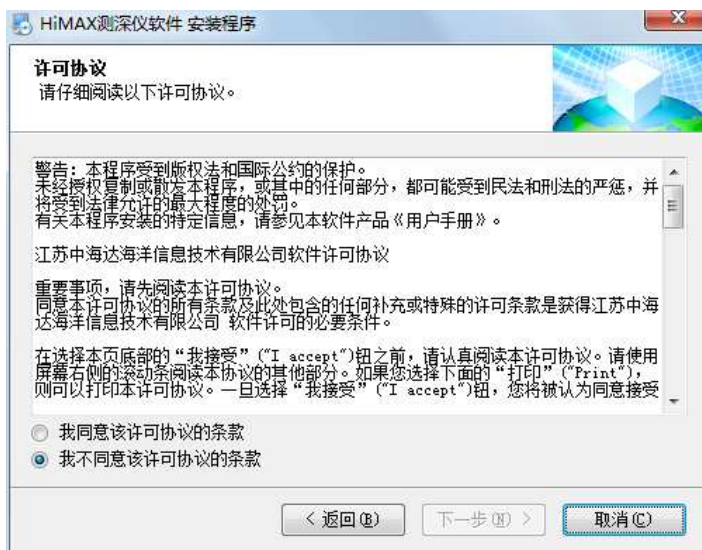 HiMAX测深仪软件 安装程序
许可协议
请仔细阅读以下许可协议。
警告：本程序受到版权法和国际公约的保护。
未经授权复制或散发本程序，或其中的任何部分，都可能受到民法和刑法的严惩，并
将受到法律允许的最大程度的处罚。
有关本程序安装的特定信息，请参见本软件产品《用户手册》。
江苏中海达海洋信息技术有限公司软件许可协议
重要事项，请先阅读本许可协议。
同意本许可协议的所有条款及此处包含的任何补充或特殊的许可条款是获得江苏中海
达海洋信息技术有限公司 软件许可的必要条件。
在选择本页底部的“我接受”("I accept")钮之前，请认真阅读本许可协议。请使用
屏幕右侧的滚动条阅读本协议的其他部分。如果您选择下面的“打印”("Print")，
则可以打印本许可协议。一旦选择“我接受”("I accept")钮，您将被认为同意接受
我同意该许可协议的条款
我不同意该许可协议的条款
< 返回(B)
下一步(N) >
取消(C)